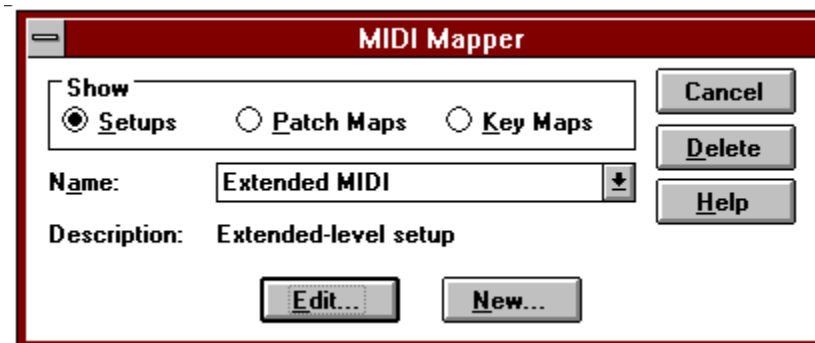 MIDI Mapper
Show
Setups Patch Maps Key Maps
Cancel
Delete
Name: Extended MIDI
Help
Description: Extended-level setup
Edit... New...